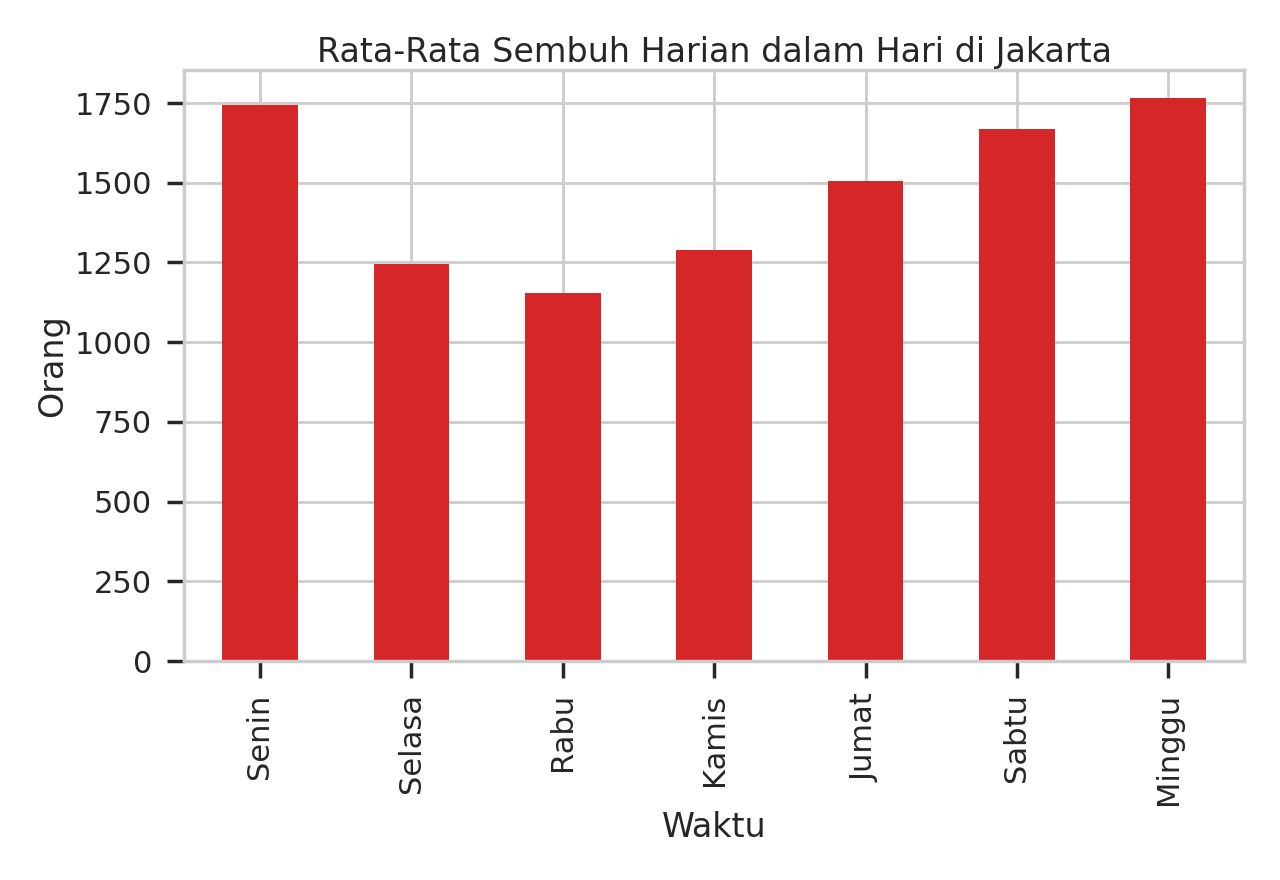 Rata-Rata Sembuh Harian dalam Hari di Jakarta
1750
1500
1250
1000
750
500
250
0
Orang
Senin
Selasa
Rabu
Kamis
Jumat
Sabtu
Minggu
Waktu